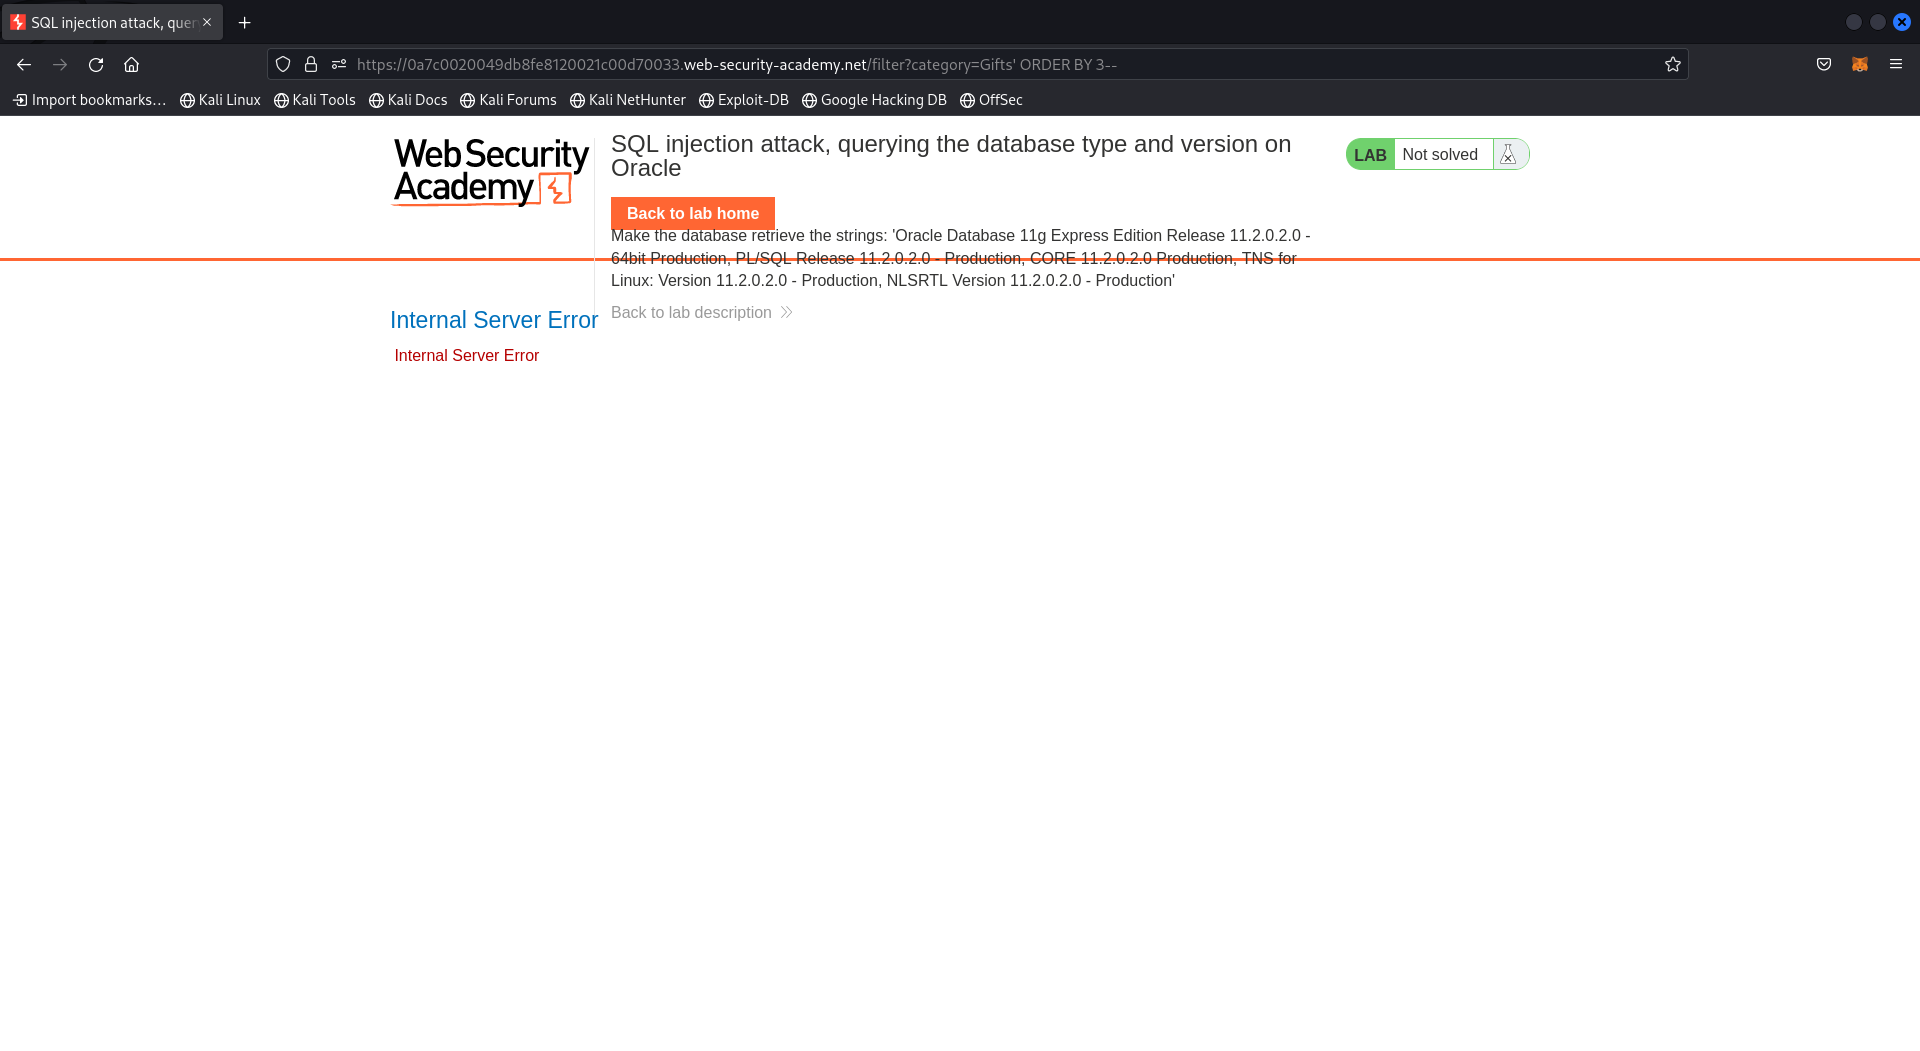 SQL injection attack, quer
https://0a7c0020049db8fe8120021c00d70033.web-security-academy.net/filter?category=Gifts' ORDER BY 3--
Import bookmarks... Kali Linux Kali Tools Kali Docs Kali Forums Kali NetHunter Exploit-DB Google Hacking DB OffSec
Web Security
Academy
SQL injection attack, querying the database type and version on
Oracle
LAB Not solved
Back to lab home
Make the database retrieve the strings: 'Oracle Database 11g Express Edition Release 11.2.0.2.0 -
64bit Production, PL/SQL Release 11.2.0.2.0 - Production, CORE 11.2.0.2.0 Production, TNS for
Linux: Version 11.2.0.2.0 - Production, NLSRTL Version 11.2.0.2.0 - Production'
Back to lab description
Internal Server Error
Internal Server Error